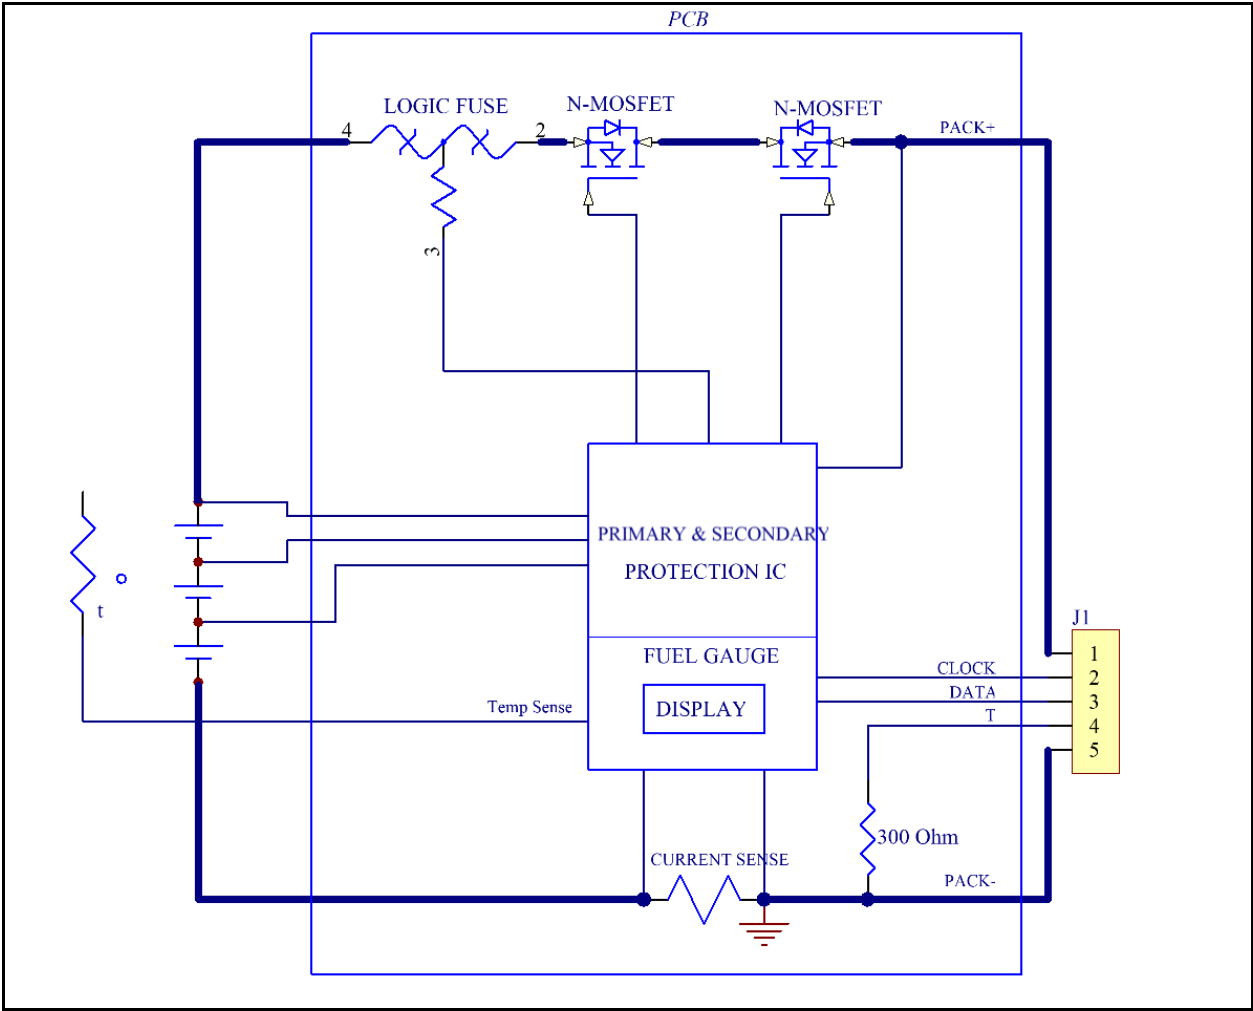 PCB
LOGIC FUSE
N-MOSFET
N-MOSFET
4
2
PACK+
3
PRIMARY & SECONDARY
PROTECTION IC
t
J1
FUEL GAUGE
1
CLOCK
2
DISPLAY
DATA
3
Temp Sense
T
4
5
300 Ohm
CURRENT SENSE
PACK-